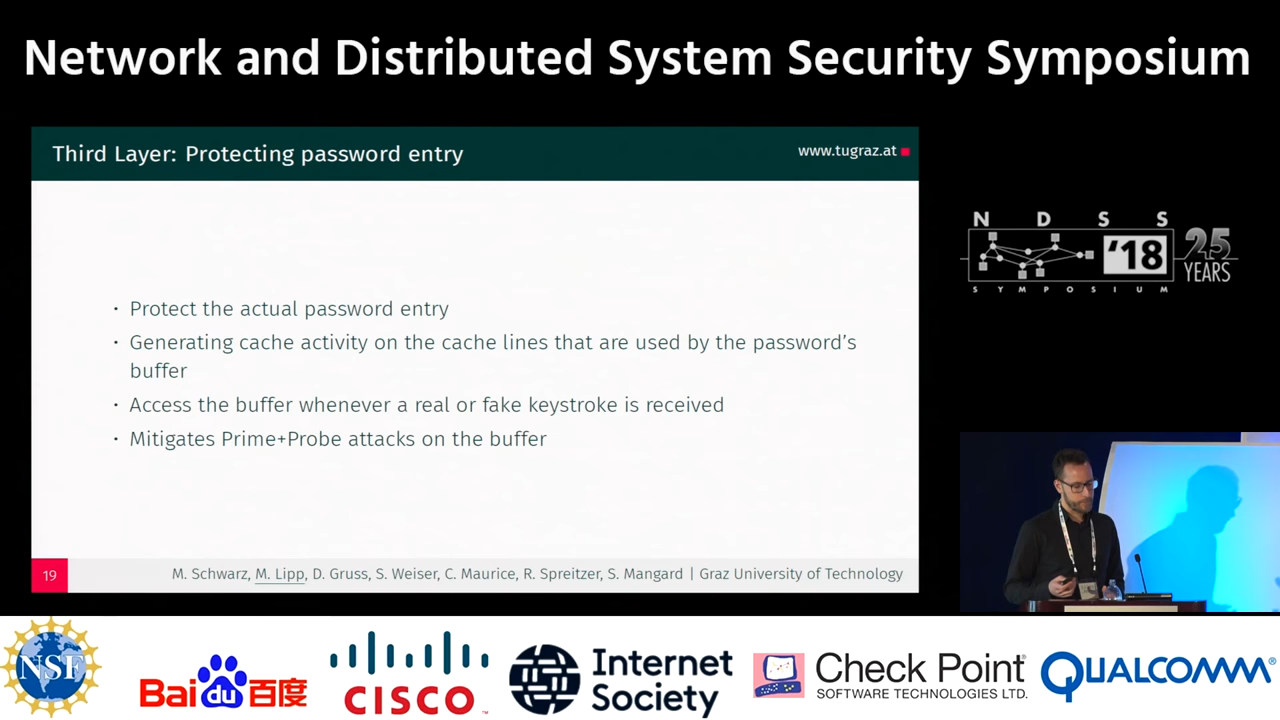 Network and Distributed System Security Symposium
Third Layer: Protecting password entry
www.tugraz.at
· Protect the actual password entry
· Generating cache activity on the cache lines that are used by the password's
buffer
· Access the buffer whenever a real or fake keystroke is received
· Mitigates Prime+Probe attacks on the buffer
19
M. Schwarz, M. Lipp, D. Gruss, S. Weiser, C. Maurice, R. Spreitzer, S. Mangard | Graz University of Technology
N D S S
'18
25
YEARS
SYMPOSIUM
NSF
Baidu百度
CISCO™
Internet
Society
Check Point®
SOFTWARE TECHNOLOGIES LTD.
QUALCOMM®